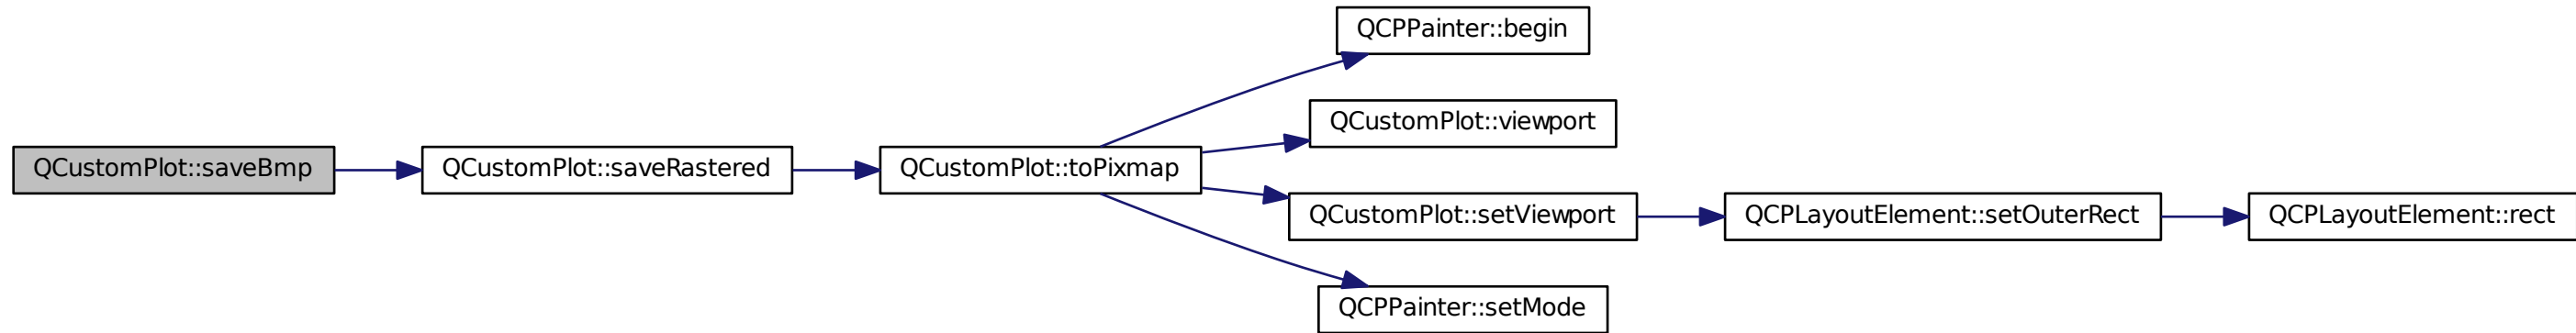 QCustomPlot::saveBmp
QCustomPlot::saveRastered
QCustomPlot::toPixmap
QCPPainter::begin
QCustomPlot::viewport
QCustomPlot::setViewport
QCPPainter::setMode
QCPLayoutElement::setOuterRect
QCPLayoutElement::rect